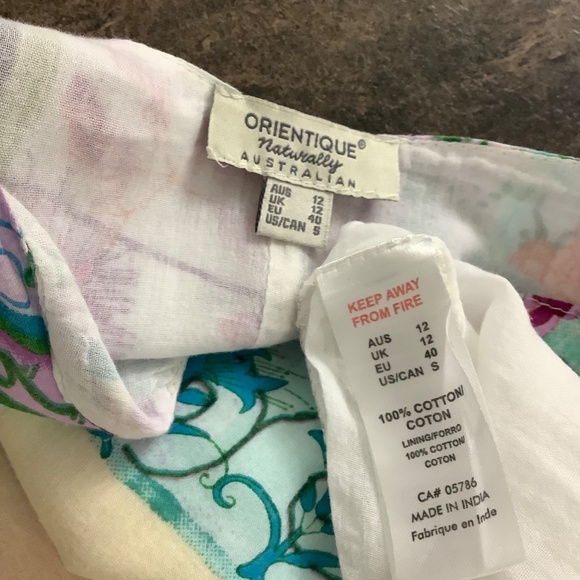 ORIENTIQUE®
Naturally
AUSTRALIAN
AUS 12
UK 12
EU 40
US/CAN S
KEEP AWAY
FROM FIRE
AUS 12
UK 12
EU 40
US/CAN S
100% COTTON/
COTON
LINING/FORRO
100% COTTON/
COTON
CA# 05786
MADE IN INDIA
Fabrique en Inde